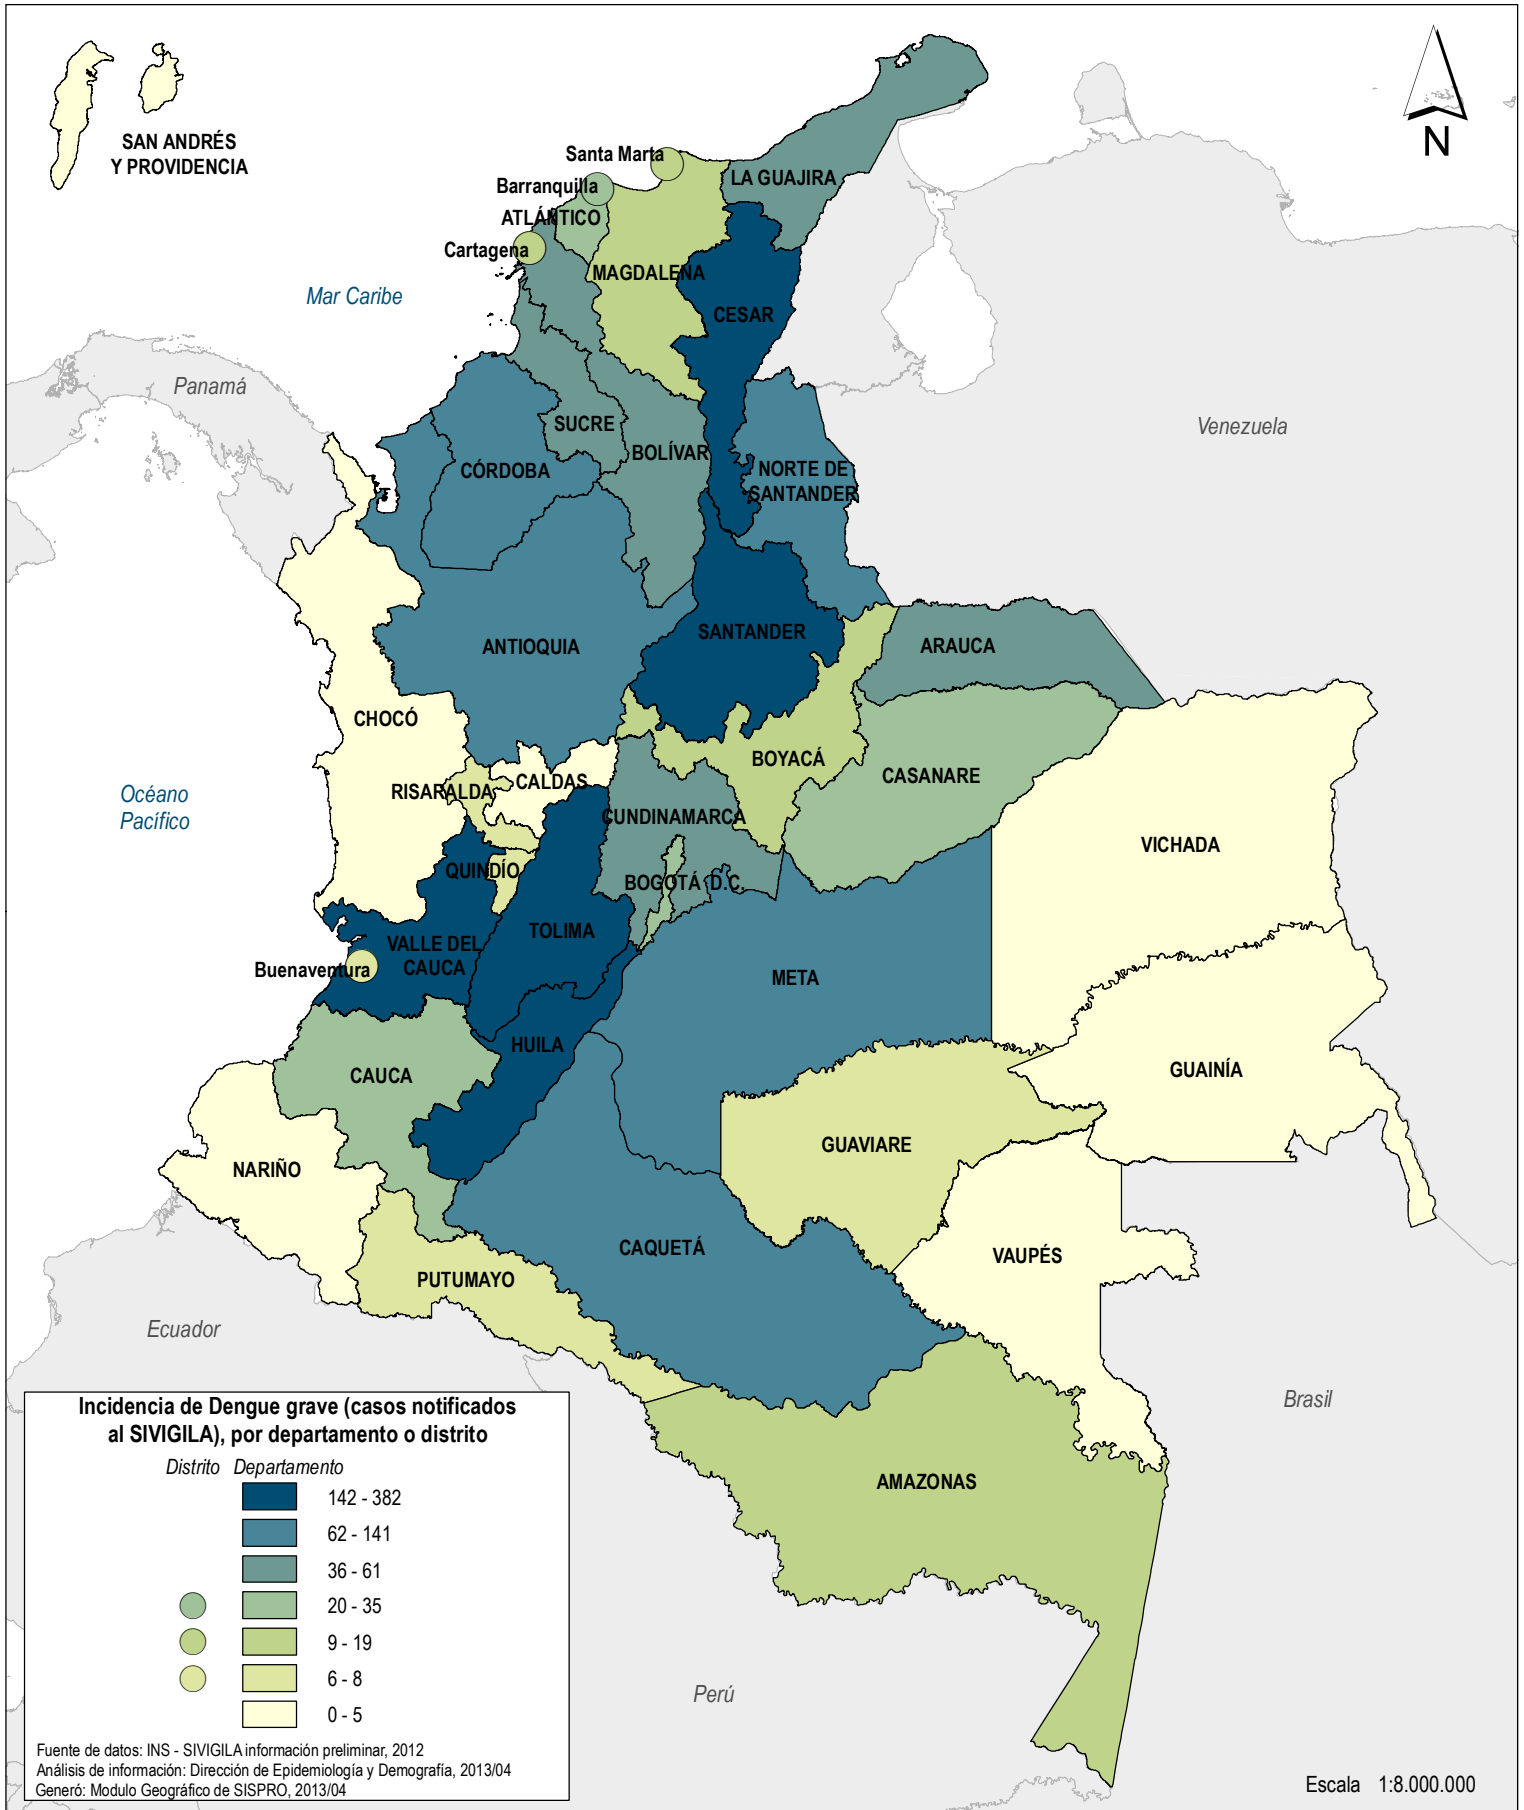 SAN ANDRÉS
Y PROVIDENCIA
N
Santa Marta
Barranquilla
LA GUAJIRA
ATLÁNTICO
Cartagena
MAGDALENA
Mar Caribe
CESAR
Panamá
SUCRE
Venezuela
BOLÍVAR
CÓRDOBA
NORTE DE
SANTANDER
SANTANDER
ANTIOQUIA
ARAUCA
CHOCÓ
BOYACÁ
CASANARE
CALDAS
RISARALDA
Océano
Pacífico
CUNDINAMARCA
VICHADA
QUINDÍO
BOGOTÁ D.C.
TOLIMA
VALLE DEL
CAUCA
Buenaventura
META
HUILA
GUAINÍA
CAUCA
GUAVIARE
NARIÑO
CAQUETÁ
VAUPÉS
PUTUMAYO
Ecuador
Brasil
AMAZONAS
Perú
Incidencia de Dengue grave (casos notificados
al SIVIGILA), por departamento o distrito
Distrito Departamento
142 - 382
62 - 141
36 - 61
20 - 35
9 - 19
6 - 8
0 - 5
Fuente de datos: INS - SIVIGILA información preliminar, 2012
Análisis de información: Dirección de Epidemiología y Demografía, 2013/04
Generó: Modulo Geográfico de SISPRO, 2013/04
Escala 1:8.000.000